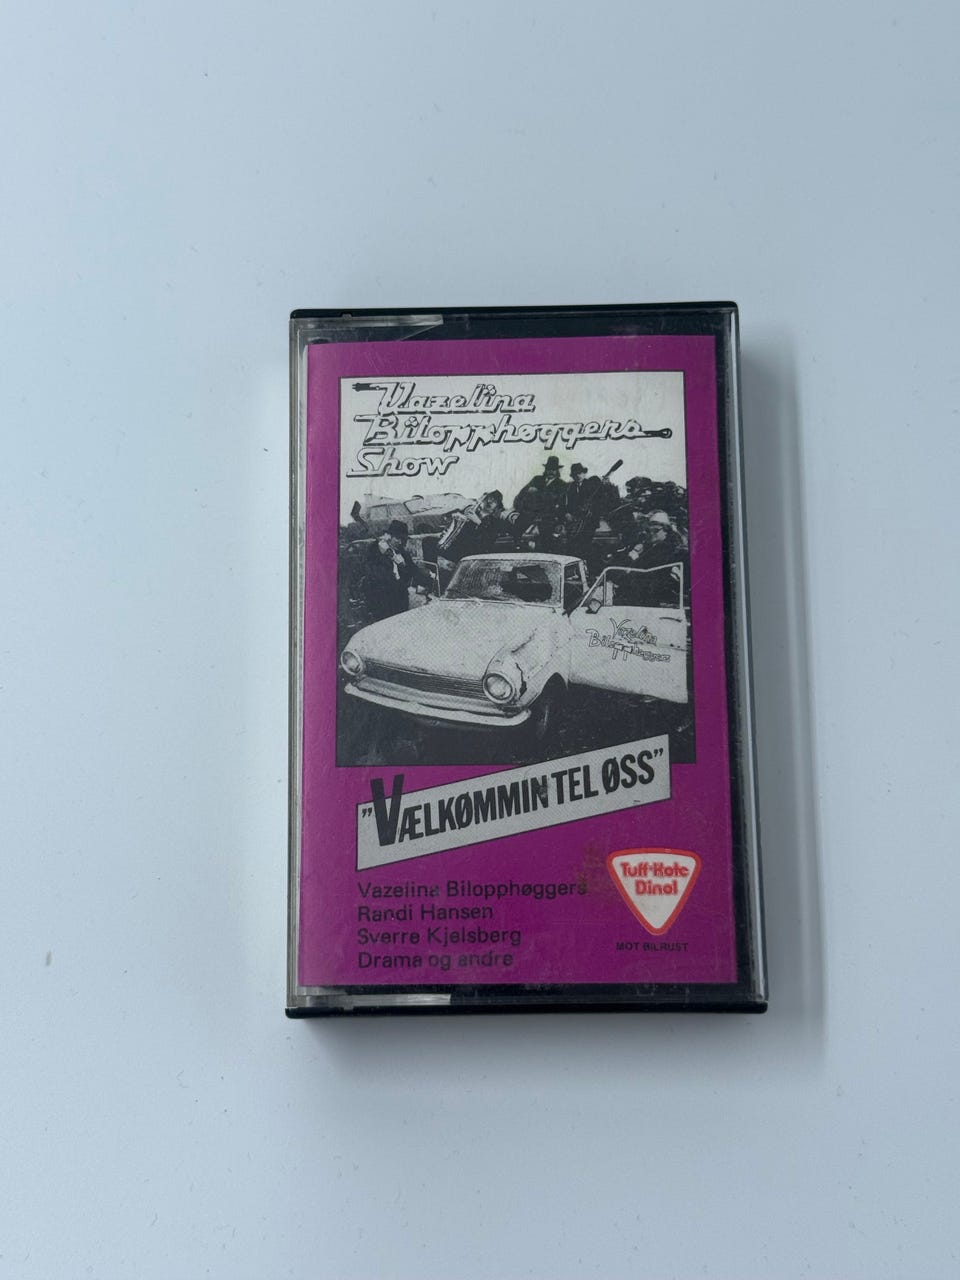 Vazelina
Bilopphøggers
Show
Vazelina
Bilopphøggers
"VÆLKØMMIN TEL ØSS"
Vazelina Bilopphøggers
Randi Hansen
Sverre Kjelsberg
Drama og andre
Tuff-Kote
Dinol
MOT BILRUST